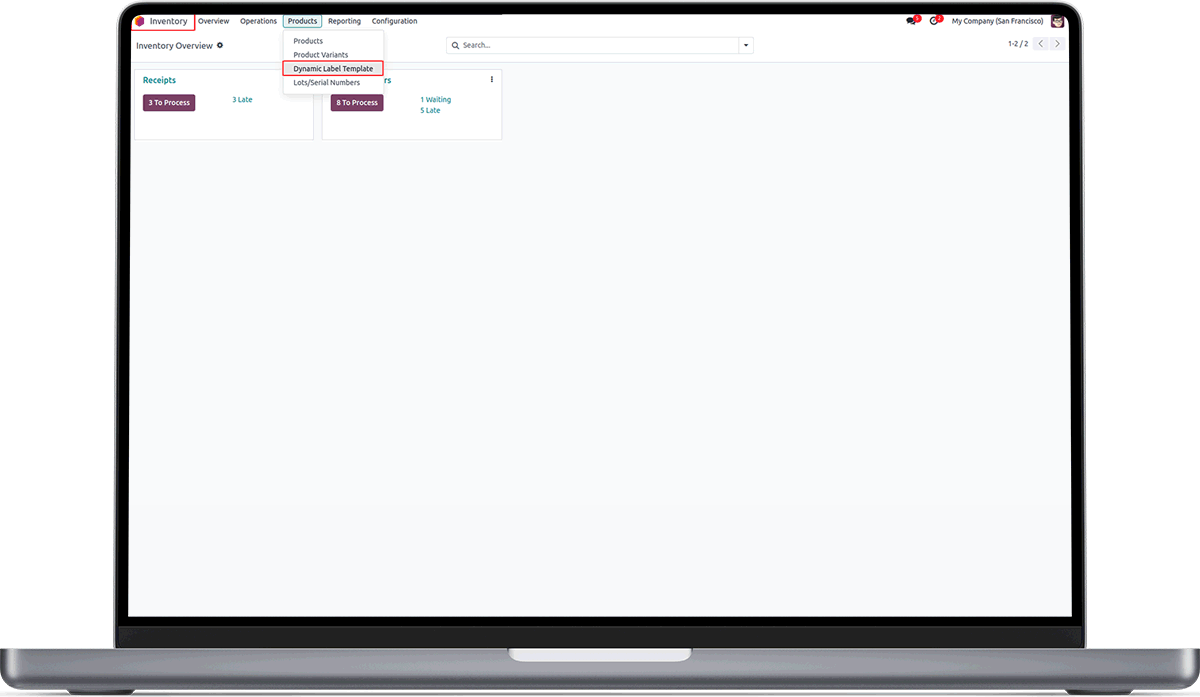 Inventory Overview Operations Products Reporting Configuration 5 2 My Company (San Francisco)
Inventory Overview Search... 1-2 / 2
Products
Product Variants
Dynamic Label Template
Lots/Serial Numbers
Receipts rs
3 To Process 3 Late 8 To Process 1 Waiting
5 Late